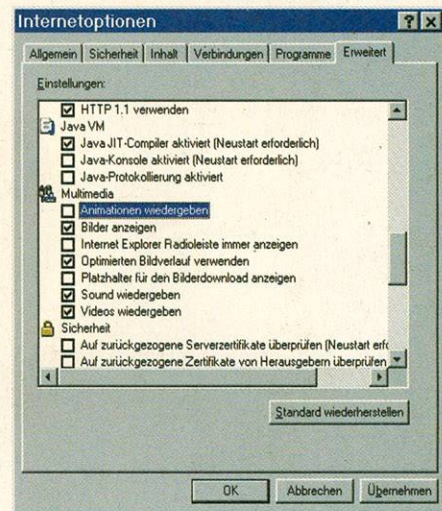 Internetoptionen
Allgemein Sicherheit Inhalt Verbindungen Programme Erweitert
Einstellungen:
HTTP 1.1 verwenden
Java VM
Java JIT-Compiler aktiviert (Neustart erforderlich)
Java-Konsole aktiviert (Neustart erforderlich)
Java-Protokollierung aktiviert
Multimedia
Animationen wiedergeben
Bilder anzeigen
Internet Explorer Radioleiste immer anzeigen
Optimierten Bildverlauf verwenden
Platzhalter für den Bilderdownload anzeigen
Sound wiedergeben
Videos wiedergeben
Sicherheit
Auf zurückgezogene Serverzertifikate überprüfen (Neustart erfo
Auf zurückgezogene Zertifikate von Herausgebern überprüfen
Standard wiederherstellen
OK Abbrechen Übernehmen